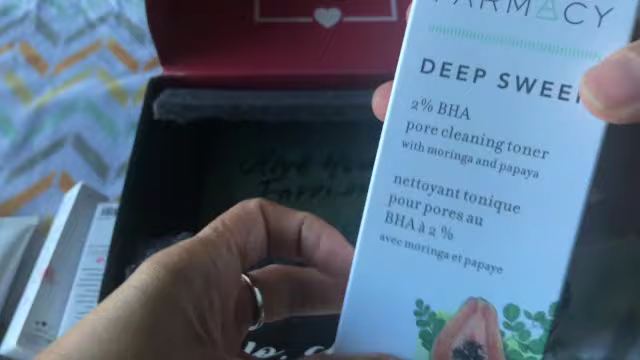 FARMACY
DEEP SWEE
2% BHA
pore cleaning toner
with moringa and papaya
nettoyant tonique
pour pores au
BHA à 2 %
avec moringa et papaye